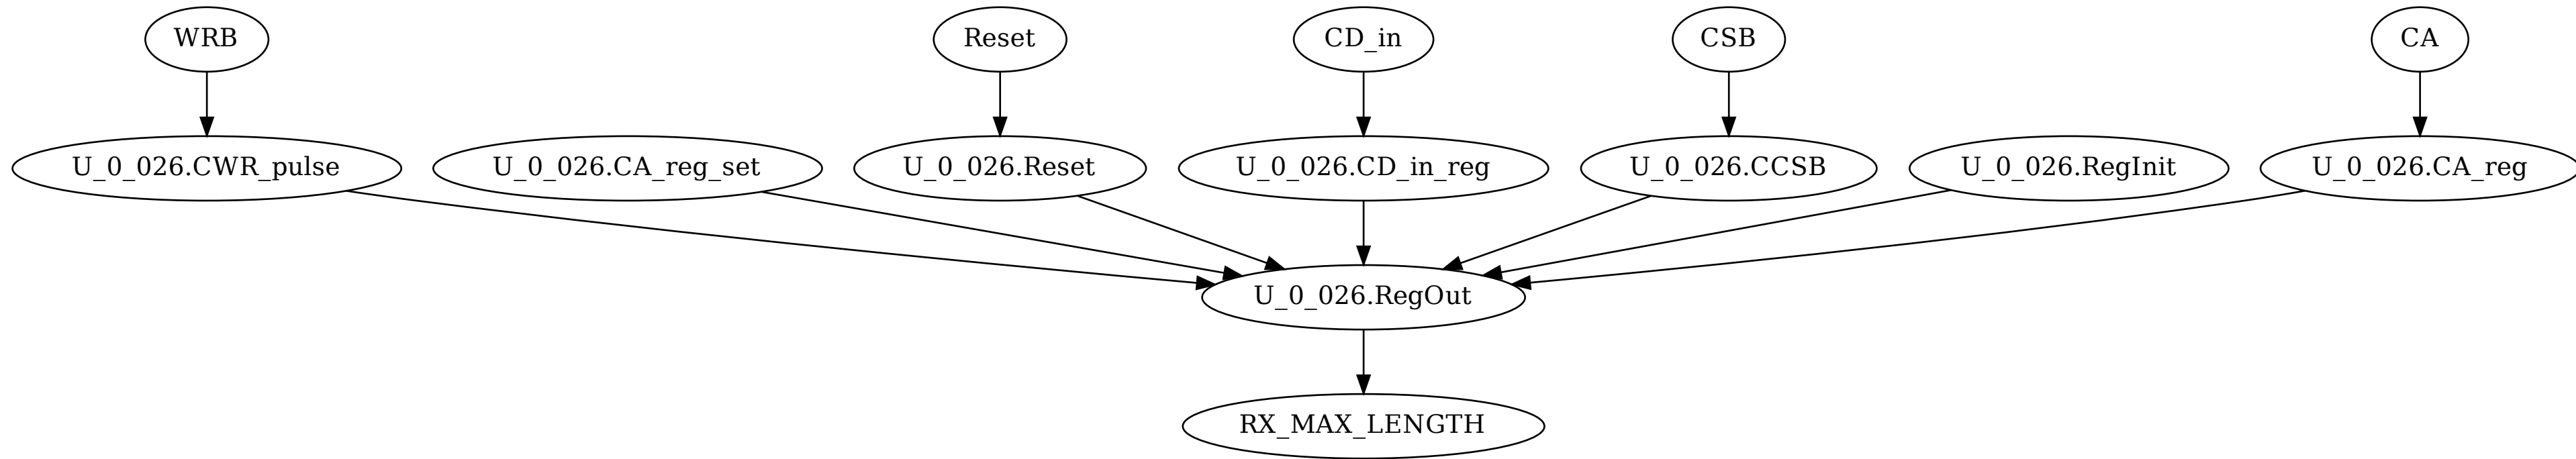 WRB
Reset
CD_in
CSB
CA
U_0_026.CWR_pulse
U_0_026.CA_reg_set
U_0_026.Reset
U_0_026.CD_in_reg
U_0_026.CCSB
U_0_026.RegInit
U_0_026.CA_reg
U_0_026.RegOut
RX_MAX_LENGTH